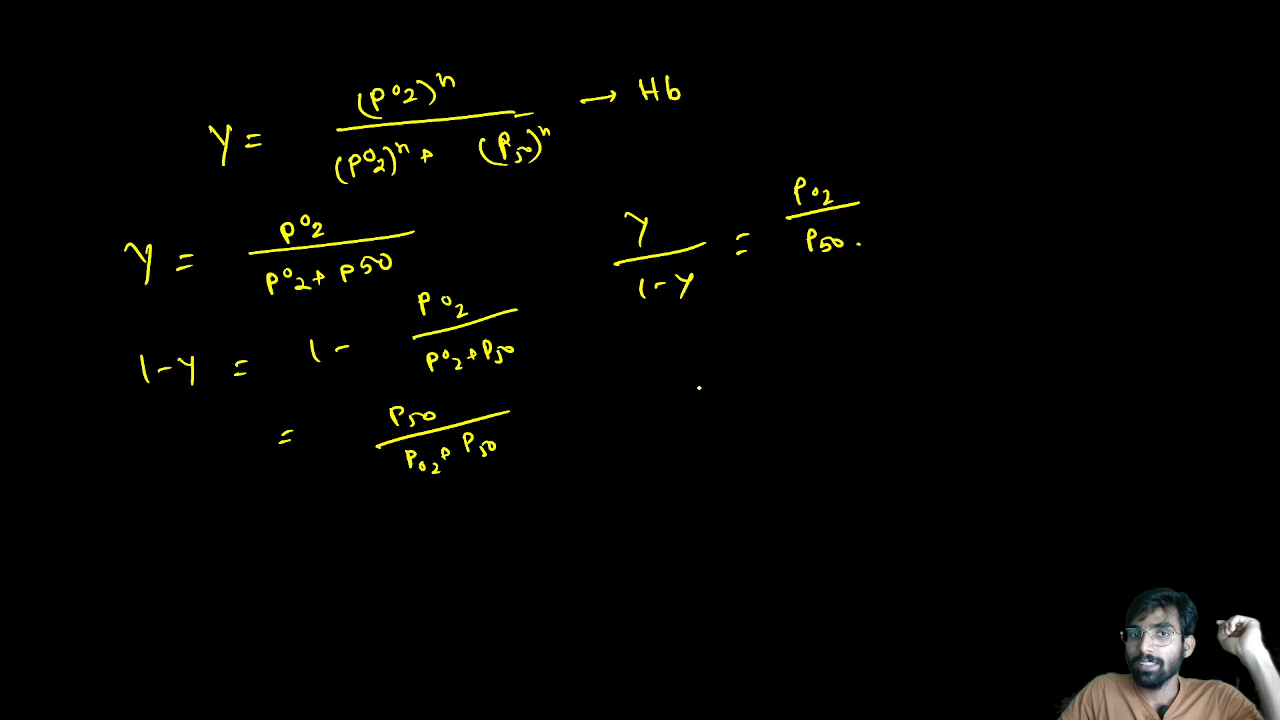 Y = (PO2)^n / ((PO2)^n + (P50)^n) → Hb
Y = PO2 / (PO2 + P50)
Y / (1 - Y) = PO2 / P50.
1 - Y = 1 - PO2 / (PO2 + P50)
= P50 / (PO2 + P50)